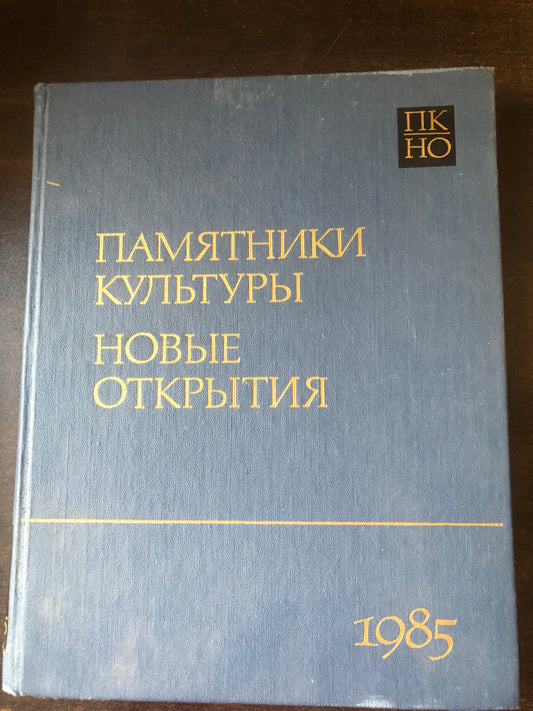 ПК
НО
ПАМЯТНИКИ
КУЛЬТУРЫ
НОВЫЕ
ОТКРЫТИЯ
1985